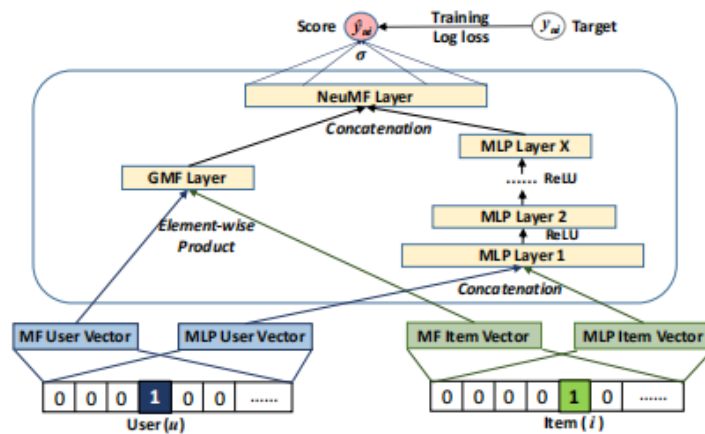 Score ŷui Training yui Target
Log loss
σ
NeuMF Layer
Concatenation
MLP Layer X
GMF Layer
...... ReLU
Element-wise
Product
MLP Layer 2
ReLU
MLP Layer 1
Concatenation
MF User Vector MLP User Vector MF Item Vector MLP Item Vector
0 0 0 1 0 0 ...... 0 0 0 0 1 0 ......
User (u) Item (i)